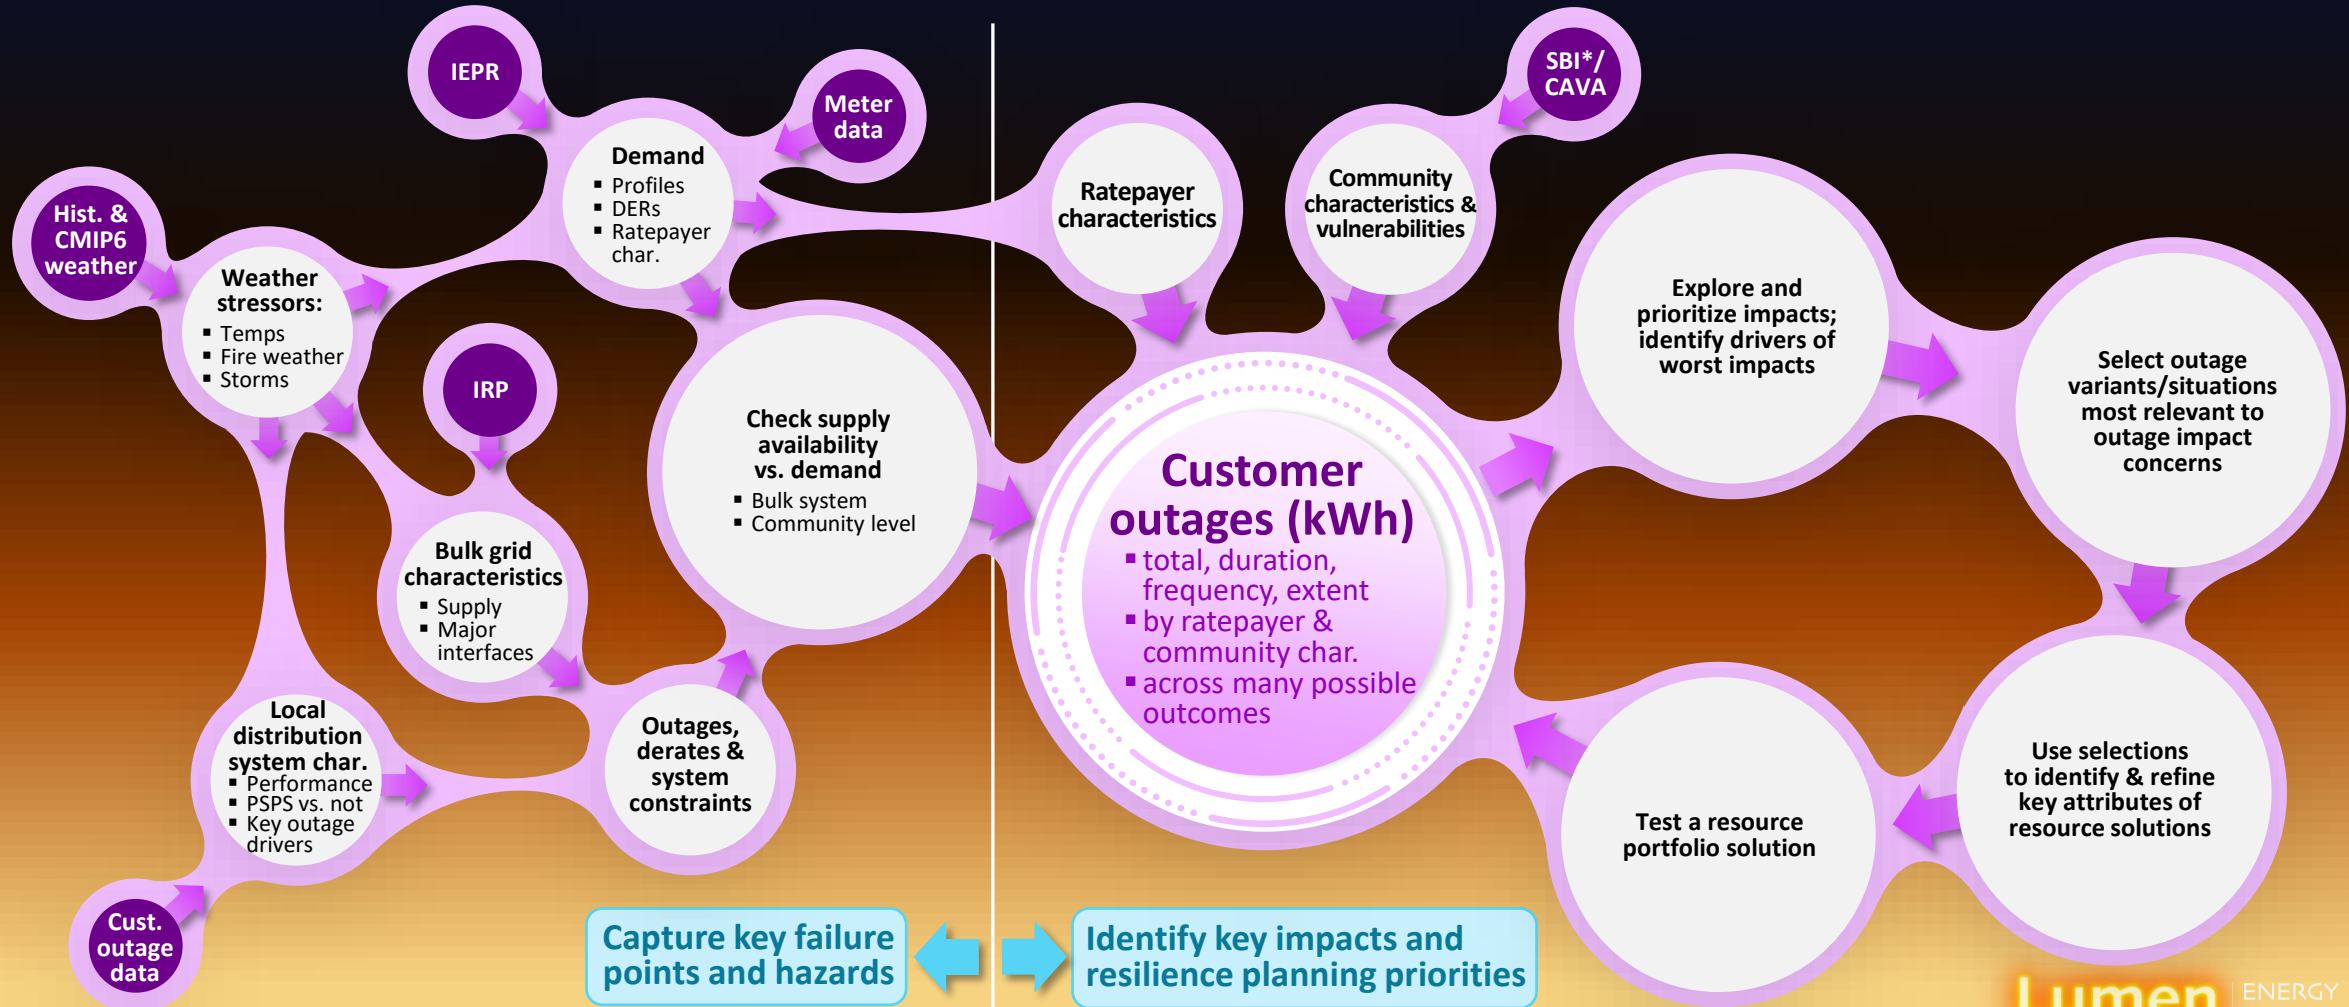 IEPR
Meter
data
SBI*/
CAVA
Hist. &
CMIP6
weather
Demand
▪ Profiles
▪ DERs
▪ Ratepayer
char.
Ratepayer
characteristics
Community
characteristics &
vulnerabilities
Weather
stressors:
▪ Temps
▪ Fire weather
▪ Storms
IRP
Explore and
prioritize impacts;
identify drivers of
worst impacts
Select outage
variants/situations
most relevant to
outage impact
concerns
Check supply
availability
vs. demand
▪ Bulk system
▪ Community level
Customer
outages (kWh)
▪ total, duration,
frequency, extent
▪ by ratepayer &
community char.
▪ across many possible
outcomes
Bulk grid
characteristics
▪ Supply
▪ Major
interfaces
Local
distribution
system char.
▪ Performance
▪ PSPS vs. not
▪ Key outage
drivers
Outages,
derates &
system
constraints
Test a resource
portfolio solution
Use selections
to identify & refine
key attributes of
resource solutions
Cust.
outage
data
Capture key failure
points and hazards
Identify key impacts and
resilience planning priorities
Lumen ENERGY